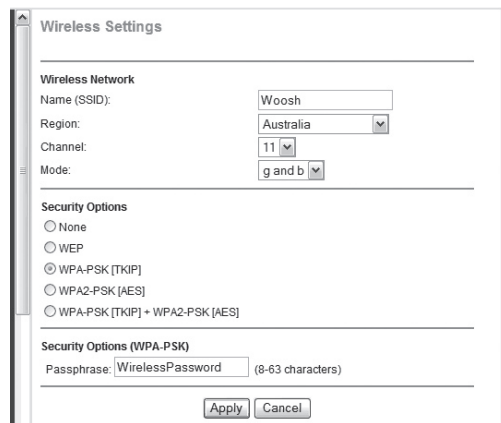 Wireless Settings
Wireless Network
Name (SSID): Woosh
Region: Australia
Channel: 11
Mode: g and b
Security Options
None
WEP
WPA-PSK [TKIP]
WPA2-PSK [AES]
WPA-PSK [TKIP] + WPA2-PSK [AES]
Security Options (WPA-PSK)
Passphrase: WirelessPassword (8-63 characters)
Apply Cancel